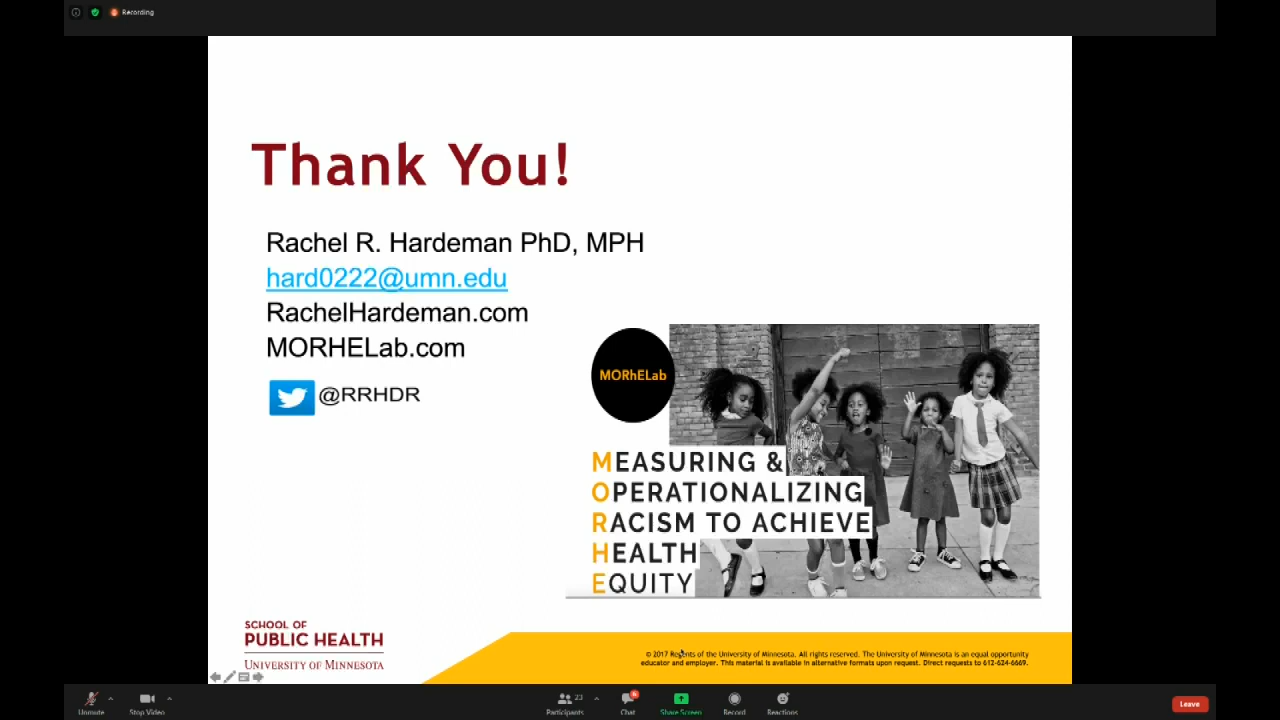 Recording
Thank You!
Rachel R. Hardeman PhD, MPH
hard0222@umn.edu
RachelHardeman.com
MORHELab.com
@RRHDR
MORhELab
MEASURING &
OPERATIONALIZING
RACISM TO ACHIEVE
HEALTH
EQUITY
SCHOOL OF
PUBLIC HEALTH
UNIVERSITY OF MINNESOTA
© 2017 Regents of the University of Minnesota. All rights reserved. The University of Minnesota is an equal opportunity
educator and employer. This material is available in alternative formats upon request. Direct requests to 612-624-6669.
Unmute
Stop Video
Participants
23
Chat
Share Screen
Record
Reactions
Leave